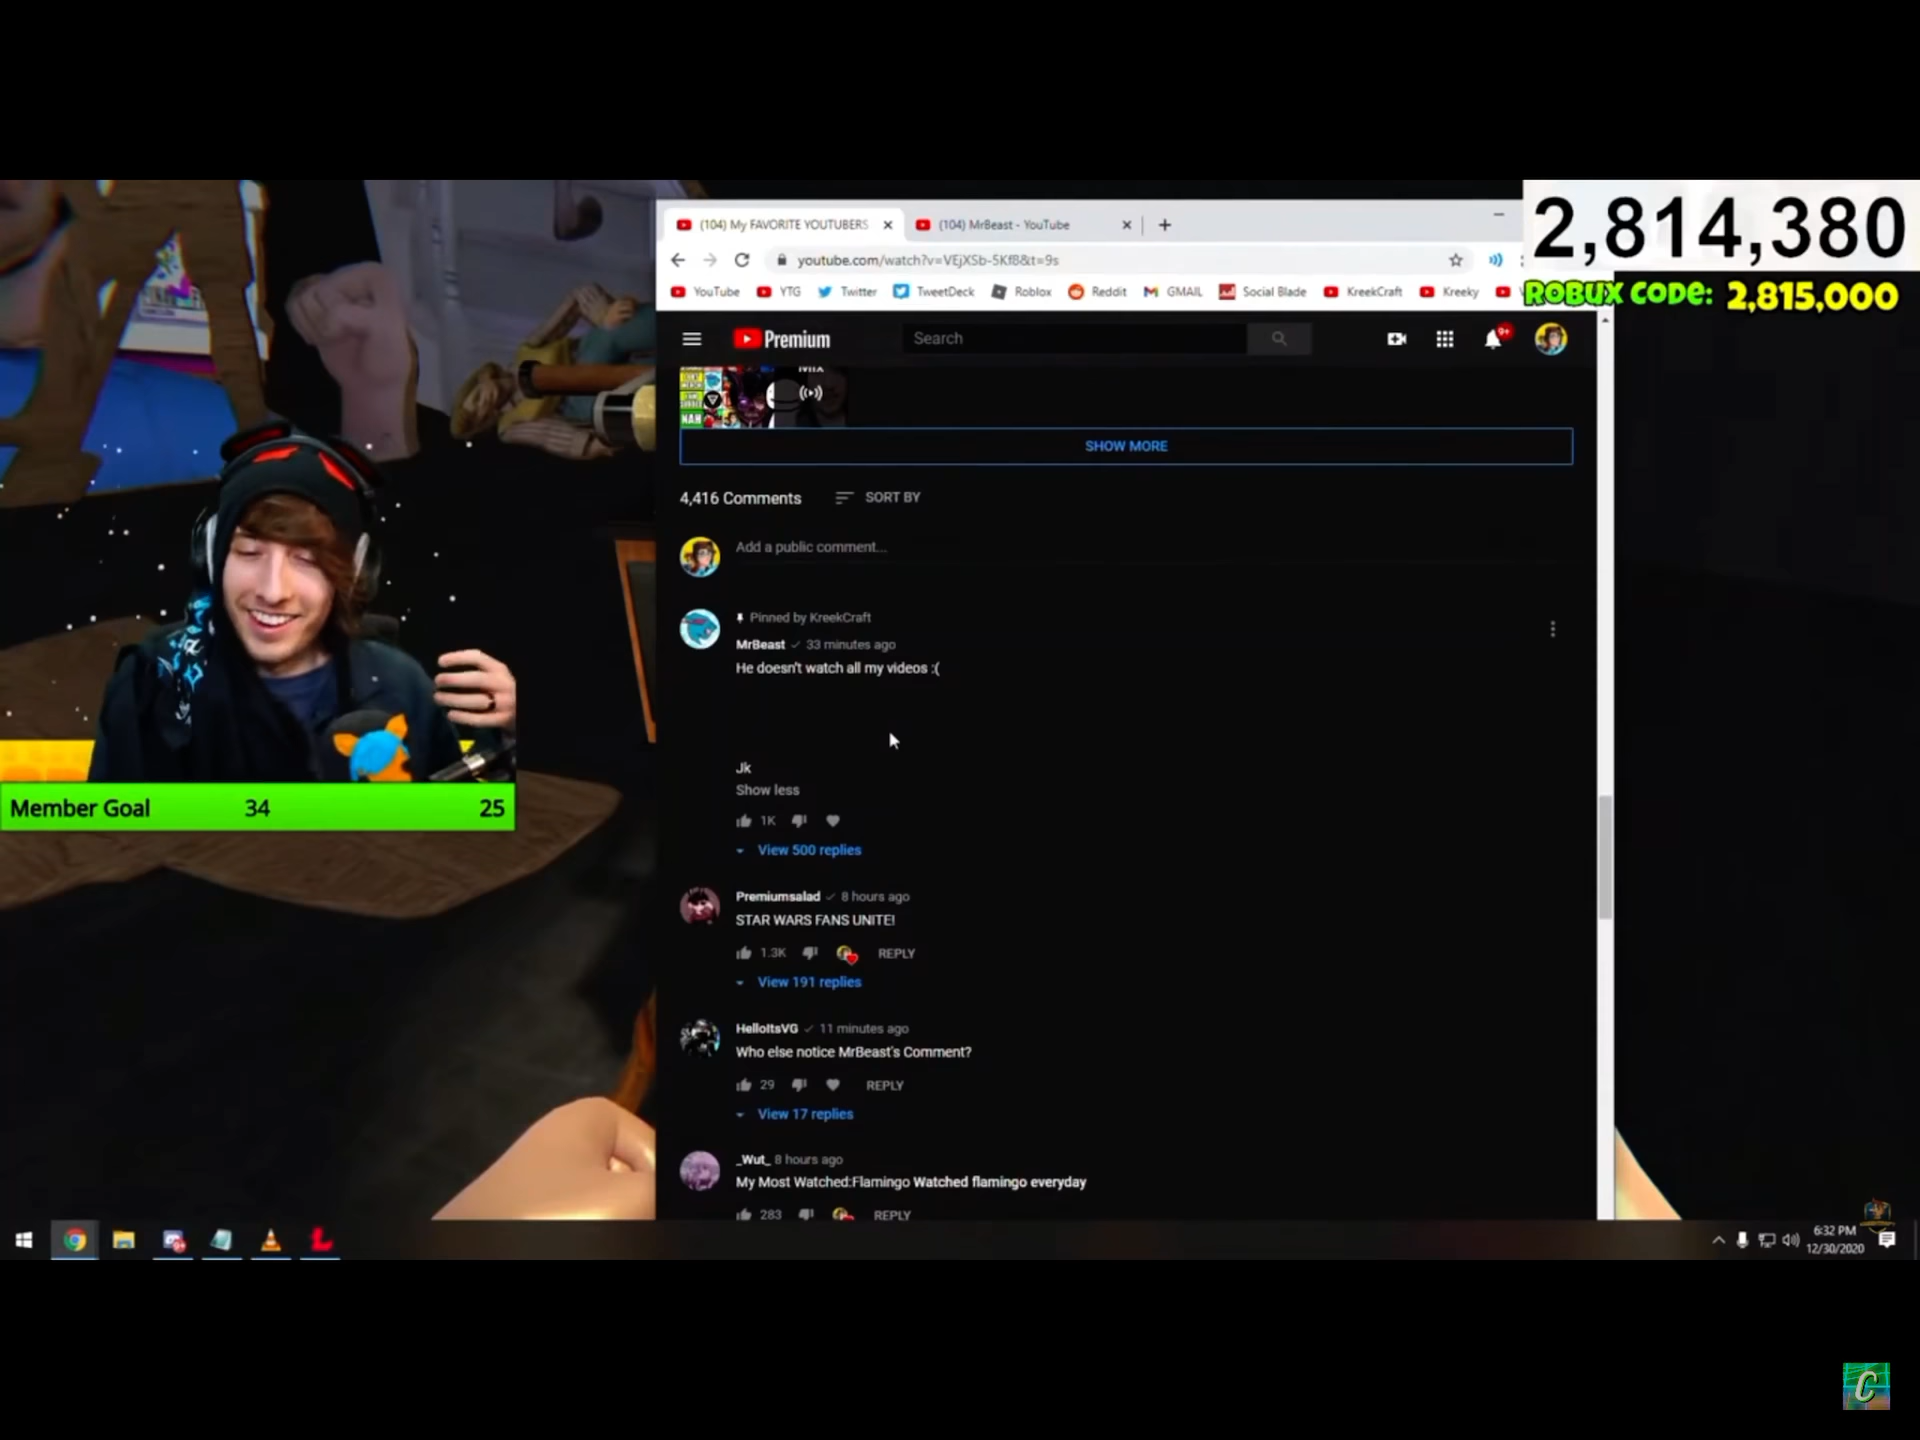 2,814,380
ROBUX CODE: 2,815,000
(104) My FAVORITE YOUTUBERS
(104) MrBeast - YouTube
youtube.com/watch?v=VEjXSb-5KfB&t=9s
YouTube YTG Twitter TweetDeck Roblox Reddit GMAIL Social Blade KreekCraft Kreeky
Premium
Search
9+
Mix
NAH
SHOW MORE
4,416 Comments SORT BY
Add a public comment...
Pinned by KreekCraft
MrBeast 33 minutes ago
He doesn't watch all my videos :(
Jk
Show less
1K
View 500 replies
Premiumsalad 8 hours ago
STAR WARS FANS UNITE!
1.3K REPLY
View 191 replies
HelloItsVG 11 minutes ago
Who else notice MrBeast's Comment?
29 REPLY
View 17 replies
_Wut_ 8 hours ago
My Most Watched:Flamingo Watched flamingo everyday
283 REPLY
Member Goal 34 25
6:32 PM
12/30/2020
C